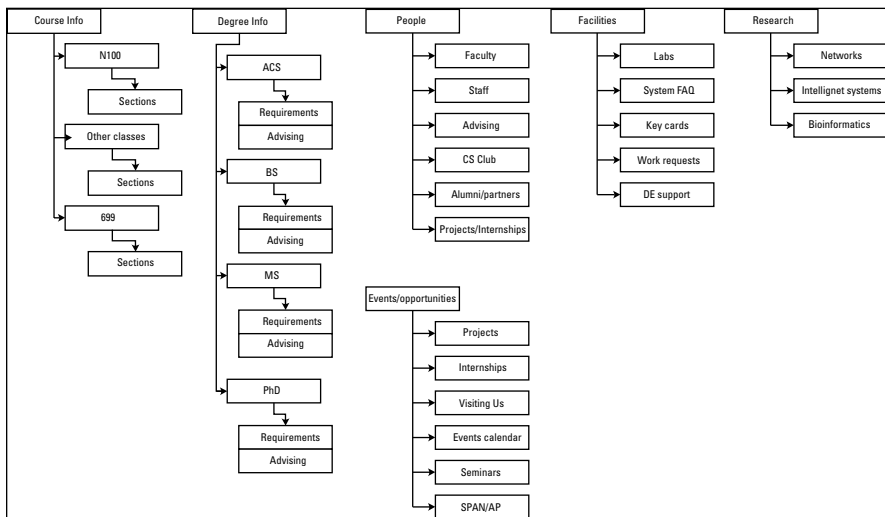 Course Info
N100
Sections
Other classes
Sections
699
Sections
Degree Info
ACS
Requirements
Advising
BS
Requirements
Advising
MS
Requirements
Advising
PhD
Requirements
Advising
People
Faculty
Staff
Advising
CS Club
Alumni/partners
Projects/Internships
Events/opportunities
Projects
Internships
Visiting Us
Events calendar
Seminars
SPAN/AP
Facilities
Labs
System FAQ
Key cards
Work requests
DE support
Research
Networks
Intellignet systems
Bioinformatics